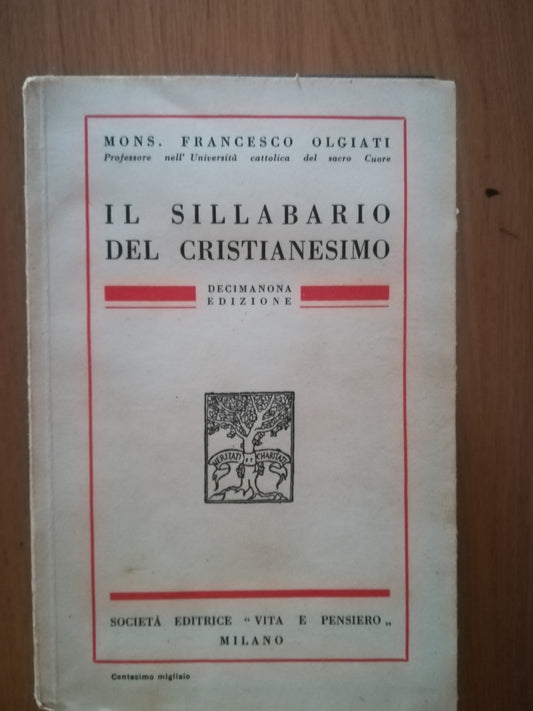 MONS. FRANCESCO OLGIATI
Professore nell' Università cattolica del sacro Cuore
IL SILLABARIO
DEL CRISTIANESIMO
DECIMANONA
EDIZIONE
VERITATI ET CHARITATI
SOCIETÀ EDITRICE “ VITA E PENSIERO „
MILANO
Centesimo migliaio